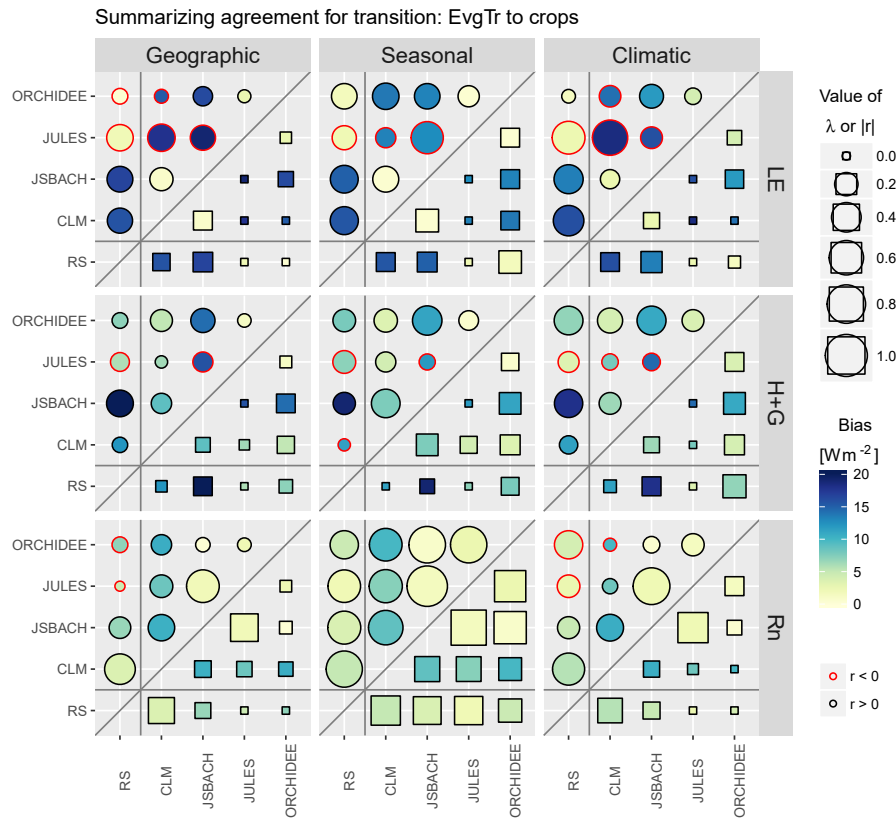 Summarizing agreement for transition: EvgTr to crops
Geographic
Seasonal
Climatic
ORCHIDEE
JULES
JSBACH
CLM
RS
LE
ORCHIDEE
JULES
JSBACH
CLM
RS
H+G
ORCHIDEE
JULES
JSBACH
CLM
RS
Rn
RS
CLM
JSBACH
JULES
ORCHIDEE
RS
CLM
JSBACH
JULES
ORCHIDEE
RS
CLM
JSBACH
JULES
ORCHIDEE
Value of
λ or |r|
0.0
0.2
0.4
0.6
0.8
1.0
Bias
[Wm⁻²]
20
15
10
5
0
r < 0
r > 0